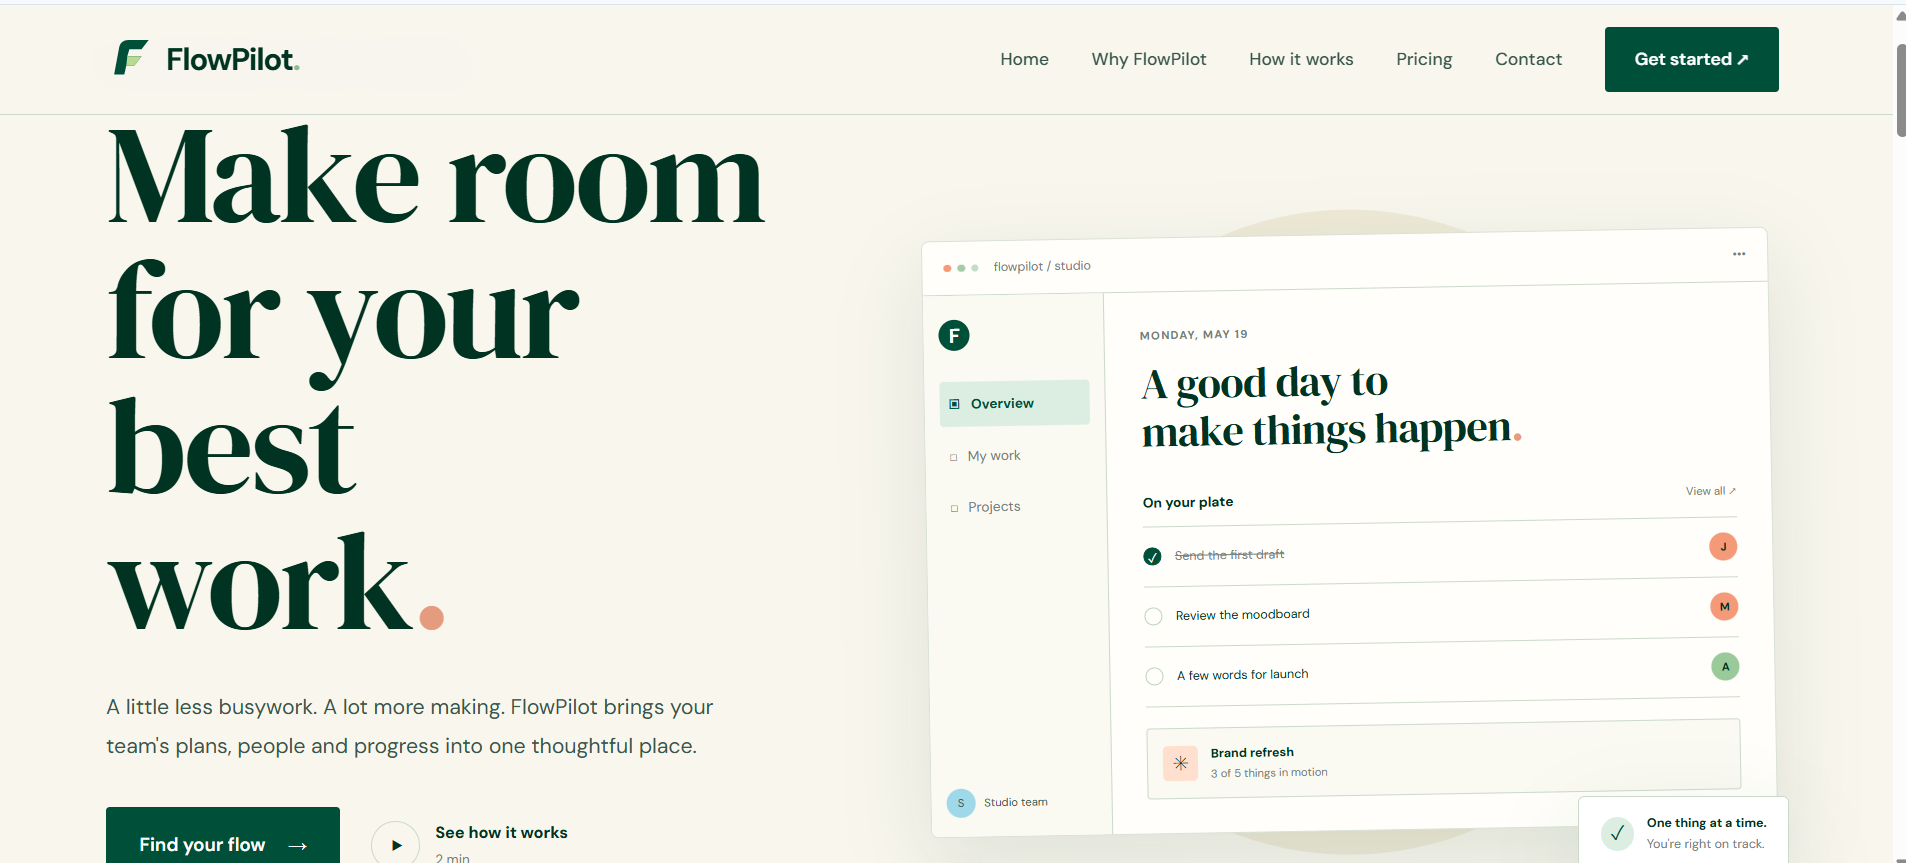 FlowPilot.
Home
Why FlowPilot
How it works
Pricing
Contact
Get started ↗
Make room
for your
best
work.
A little less busywork. A lot more making. FlowPilot brings your
team's plans, people and progress into one thoughtful place.
Find your flow →
See how it works
2 min
flowpilot / studio
•••
F
Overview
My work
Projects
S
Studio team
MONDAY, MAY 19
A good day to
make things happen.
On your plate
View all ↗
Send the first draft
J
Review the moodboard
M
A few words for launch
A
Brand refresh
3 of 5 things in motion
One thing at a time.
You're right on track.